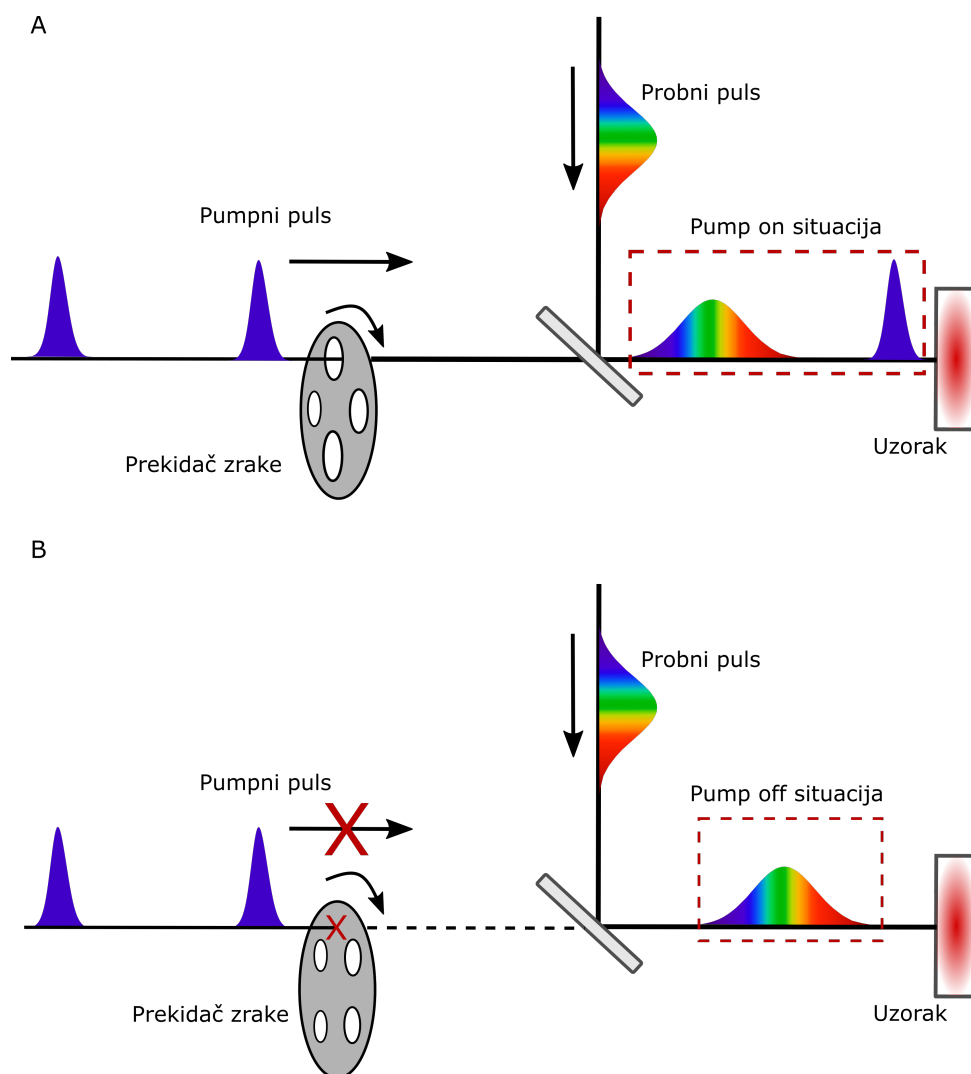 A
Probni puls
Pumpni puls
Pump on situacija
Prekidač zrake
Uzorak
B
Probni puls
Pumpni puls
X
Pump off situacija
X
Prekidač zrake
Uzorak